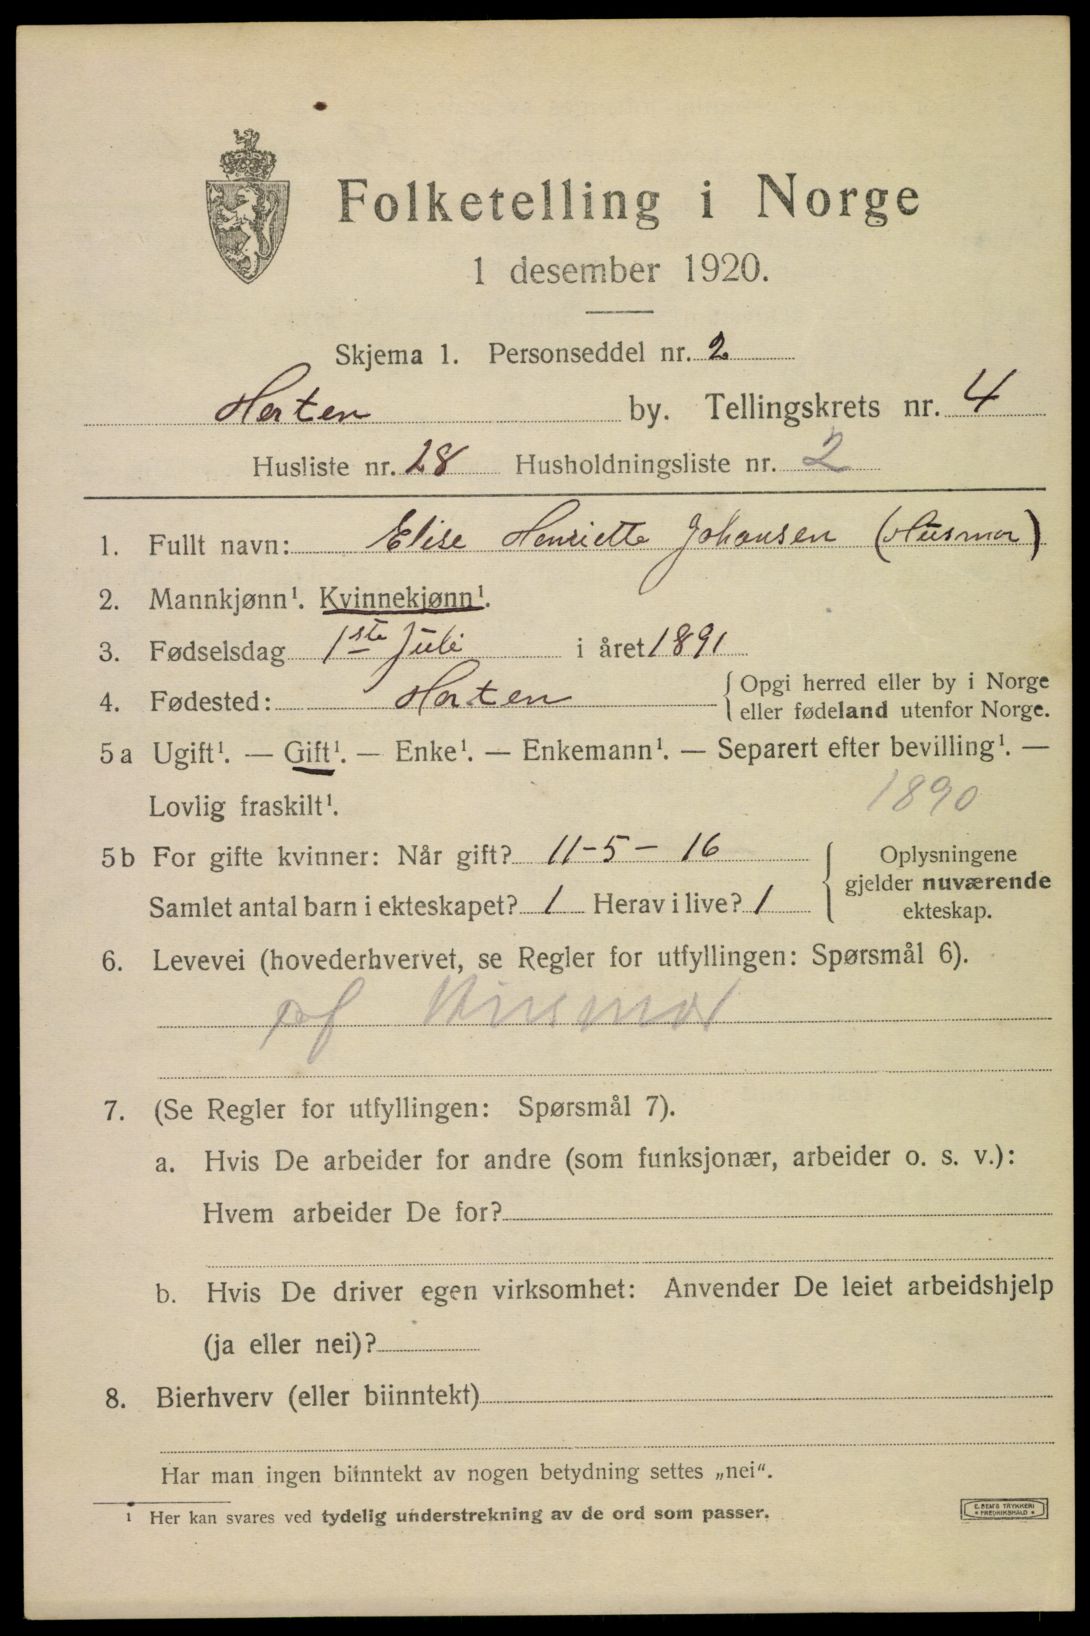 Folketelling i Norge
1 desember 1920.
Skjema 1. Personseddel nr. 2
Horten by. Tellingskrets nr. 4
Husliste nr. 28 Husholdningsliste nr. 2
1. Fullt navn: Elise Henriette Johansen (Husmor)
2. Mannkjønn¹. Kvinnekjønn¹.
3. Fødselsdag 1ste Juli i året 1891
4. Fødested: Horten { Opgi herred eller by i Norge
eller fødeland utenfor Norge.
5 a Ugift¹. — Gift¹. — Enke¹. — Enkemann¹. — Separert efter bevilling¹. —
Lovlig fraskilt¹. 1890
5 b For gifte kvinner: Når gift? 11-5-16
Samlet antal barn i ekteskapet? 1 Herav i live? 1
{ Oplysningene
gjelder nuværende
ekteskap.
6. Levevei (hovederhvervet, se Regler for utfyllingen: Spørsmål 6).
Husmor
7. (Se Regler for utfyllingen: Spørsmål 7).
a. Hvis De arbeider for andre (som funksjonær, arbeider o. s. v.):
Hvem arbeider De for?
b. Hvis De driver egen virksomhet: Anvender De leiet arbeidshjelp
(ja eller nei)?
8. Bierhverv (eller biinntekt)
Har man ingen biinntekt av nogen betydning settes „nei".
¹ Her kan svares ved tydelig understrekning av de ord som passer.
E. SEM'S TRYKKERI
* FREDRIKSHALD *